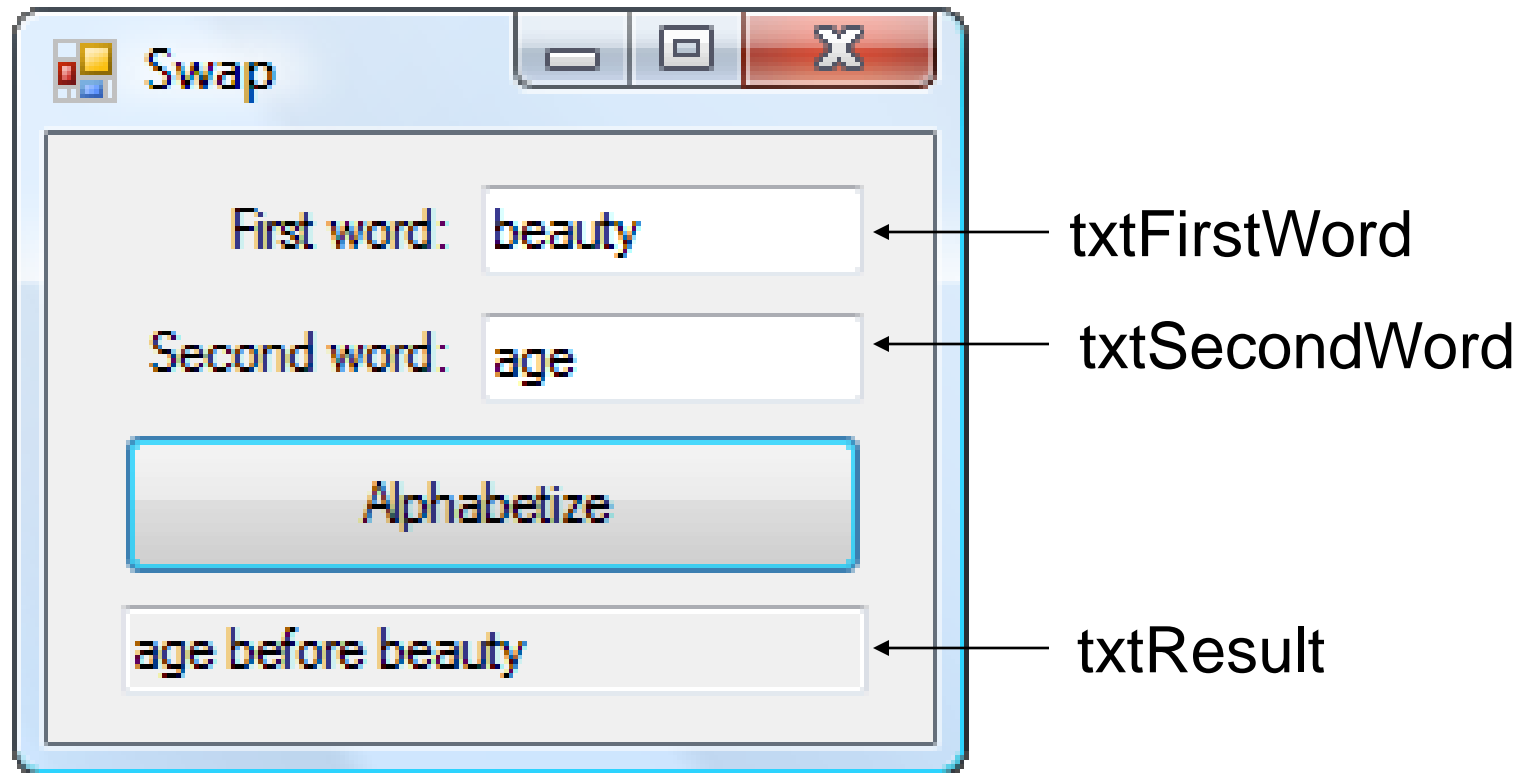 Swap
First word: beauty txtFirstWord
Second word: age txtSecondWord
Alphabetize
age before beauty txtResult